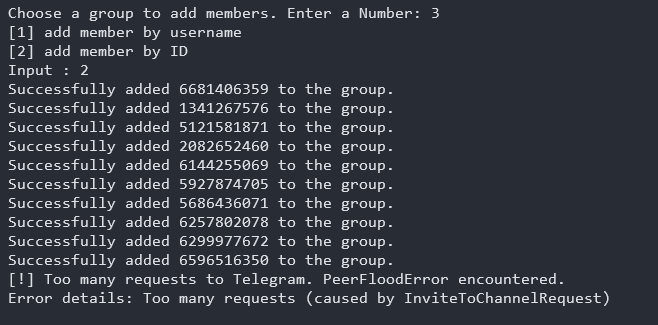 Choose a group to add members. Enter a Number: 3
[1] add member by username
[2] add member by ID
Input : 2
Successfully added 6681406359 to the group.
Successfully added 1341267576 to the group.
Successfully added 5121581871 to the group.
Successfully added 2082652460 to the group.
Successfully added 6144255069 to the group.
Successfully added 5927874705 to the group.
Successfully added 5686436071 to the group.
Successfully added 6257802078 to the group.
Successfully added 6299977672 to the group.
Successfully added 6596516350 to the group.
[!] Too many requests to Telegram. PeerFloodError encountered.
Error details: Too many requests (caused by InviteToChannelRequest)